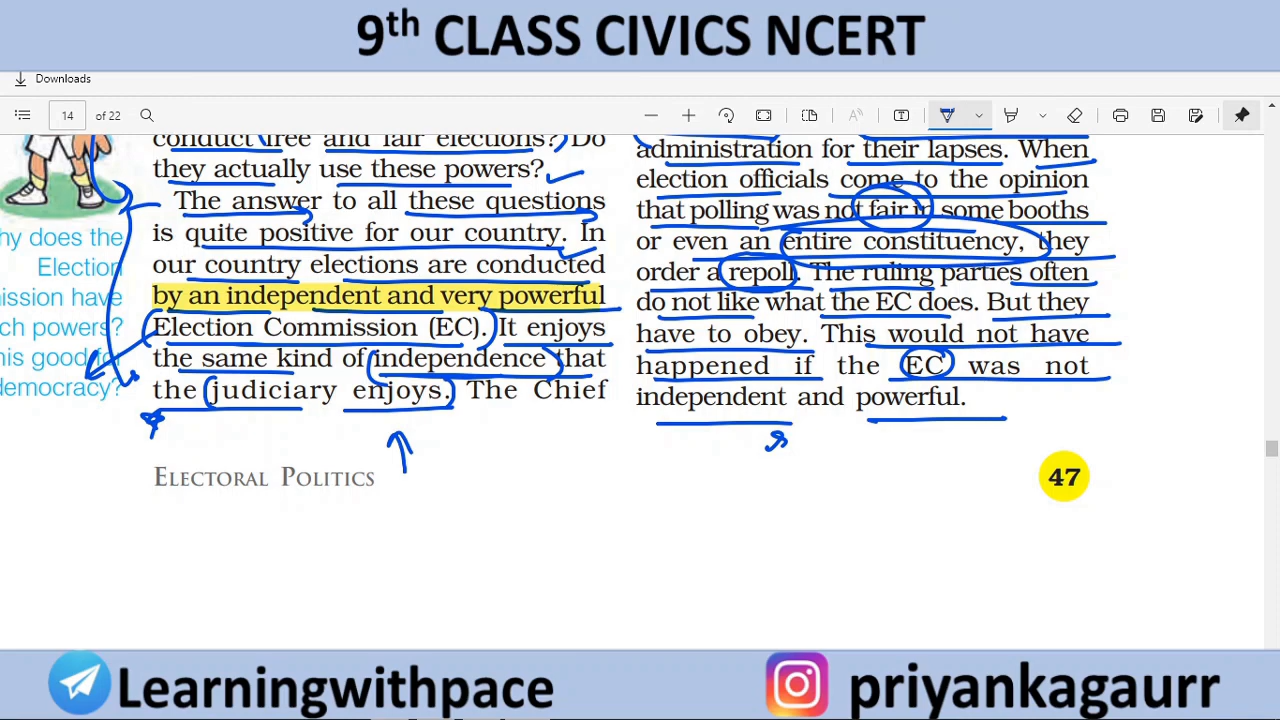 9th CLASS CIVICS NCERT
Downloads
14 of 22
conduct free and fair elections? Do
they actually use these powers?
The answer to all these questions
is quite positive for our country. In
our country elections are conducted
by an independent and very powerful
Election Commission (EC). It enjoys
the same kind of independence that
the judiciary enjoys. The Chief
hy does the
Election
ission have
ch powers?
his good for
democracy?
administration for their lapses. When
election officials come to the opinion
that polling was not fair in some booths
or even an entire constituency, they
order a repoll. The ruling parties often
do not like what the EC does. But they
have to obey. This would not have
happened if the EC was not
independent and powerful.
ELECTORAL POLITICS
47
Learningwithpace
priyankagaurr